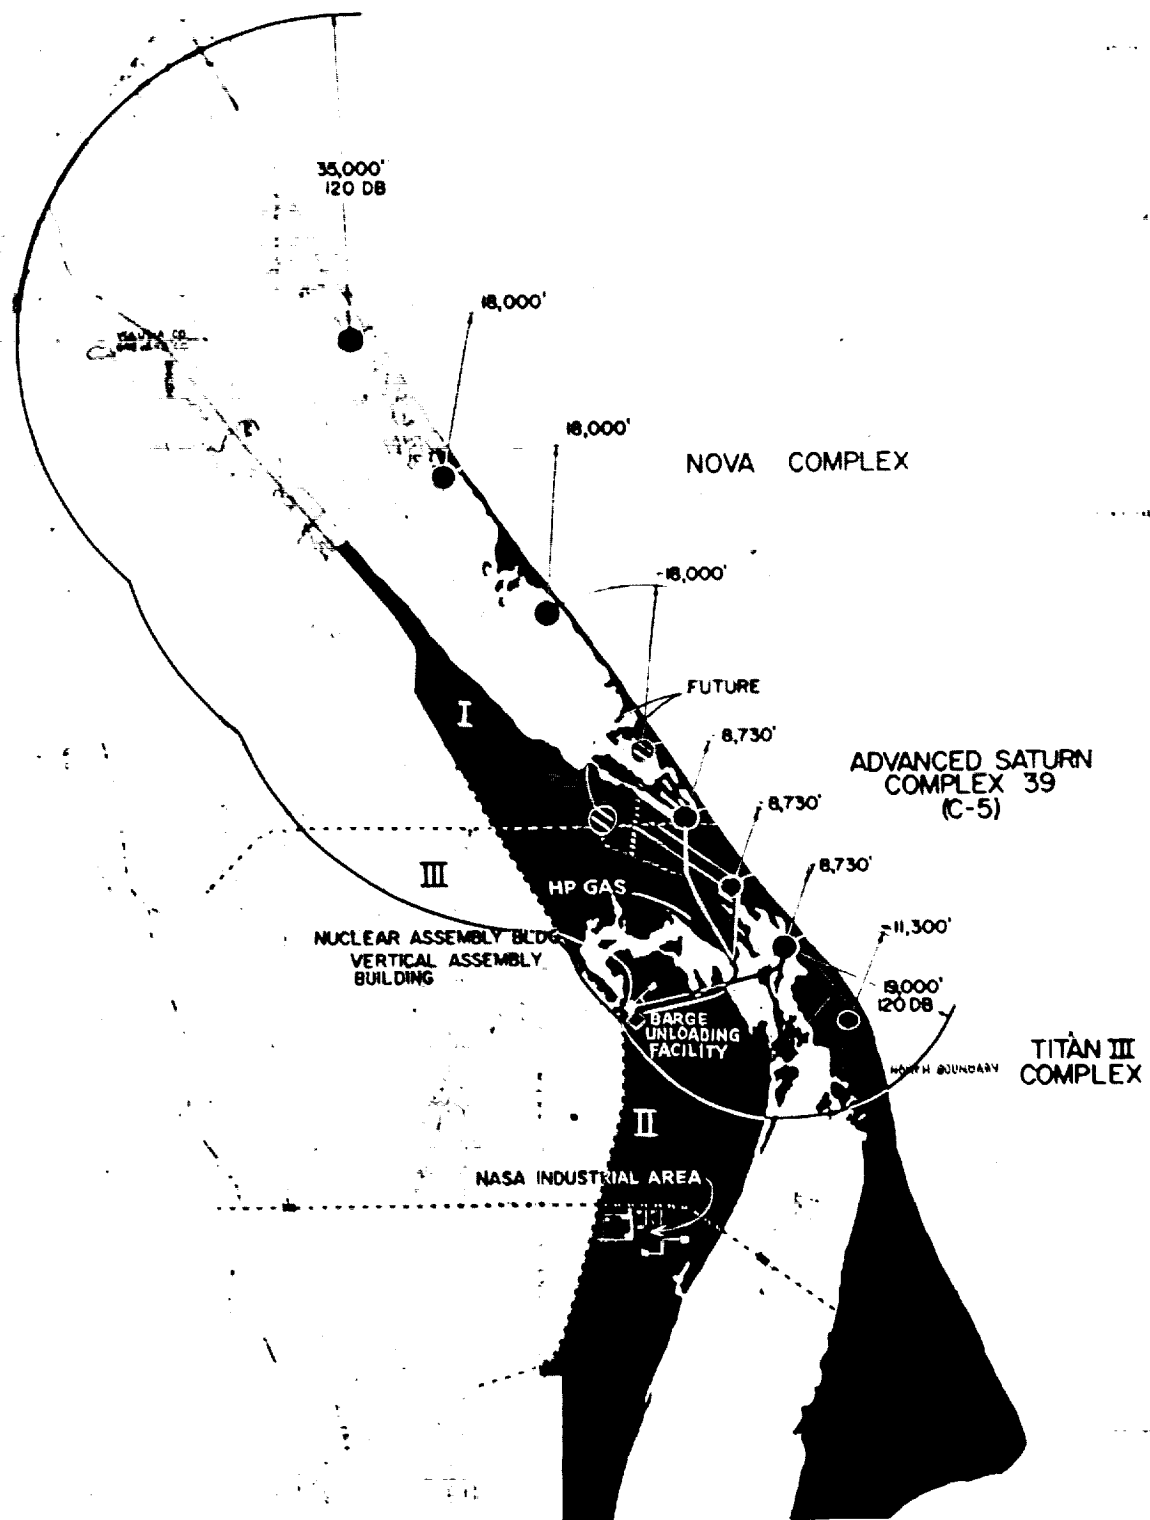 35,000'
120 DB
18,000'
18,000'
NOVA COMPLEX
18,000'
FUTURE
I
8,730'
ADVANCED SATURN
COMPLEX 39
(C-5)
8,730'
8,730'
III
HP GAS
11,300'
NUCLEAR ASSEMBLY BLDG
VERTICAL ASSEMBLY
BUILDING
19,000'
120 DB
BARGE
UNLOADING
FACILITY
TITAN III
COMPLEX
NORTH BOUNDARY
II
NASA INDUSTRIAL AREA